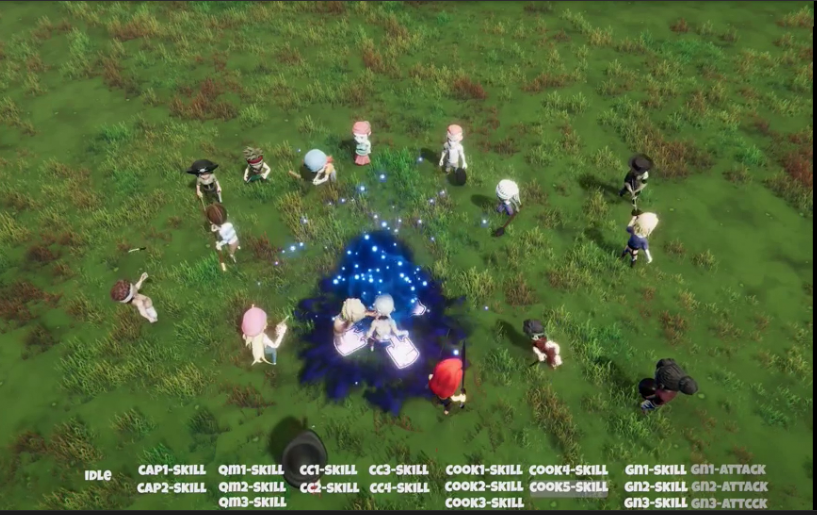 IDLE CAP1-SKILL Qm1-SKILL CC1-SKILL CC3-SKILL COOK1-SKILL COOK4-SKILL Gn1-SKILL Gn1-ATTACK
CAP2-SKILL Qm2-SKILL CC2-SKILL CC4-SKILL COOK2-SKILL COOK5-SKILL Gn2-SKILL Gn2-ATTACK
Qm3-SKILL COOK3-SKILL Gn3-SKILL Gn3-ATTCCK